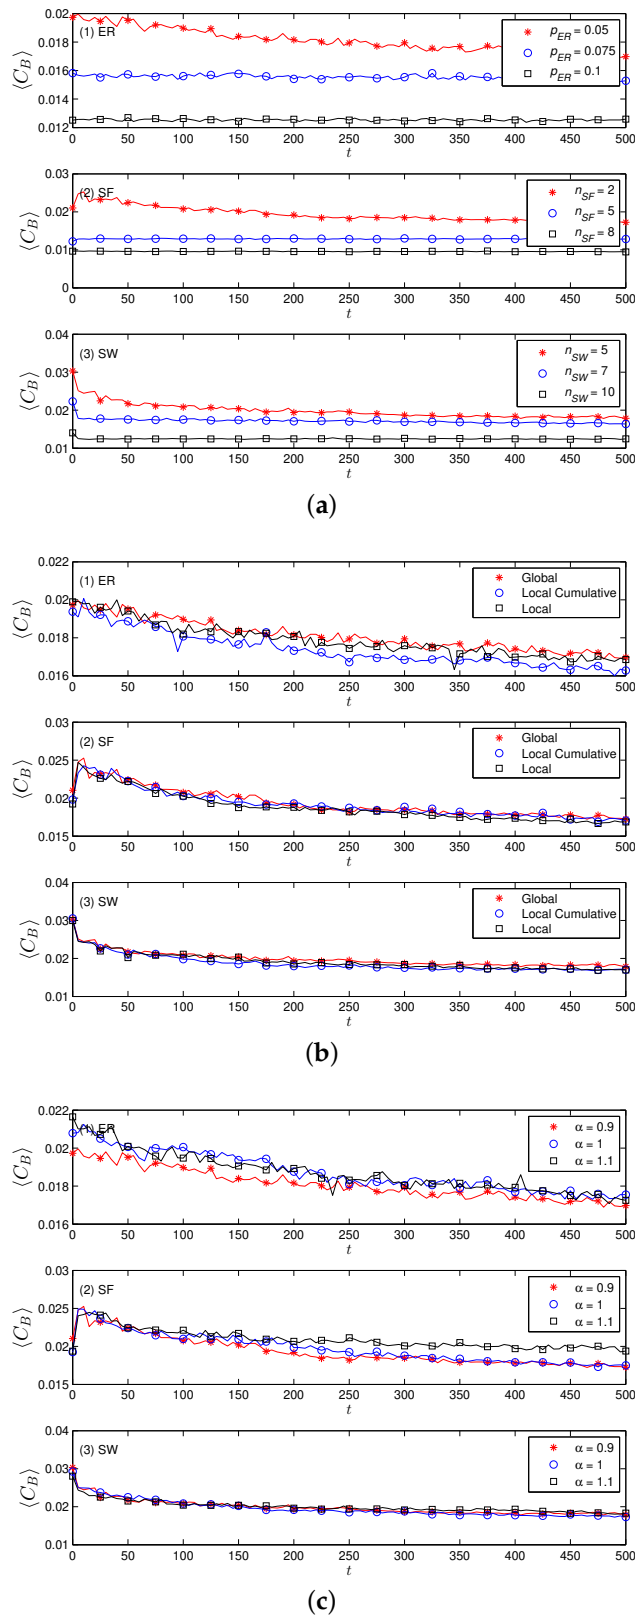 (1) ER
p_ER = 0.05
p_ER = 0.075
p_ER = 0.1
⟨C_B⟩
0.02
0.018
0.016
0.014
0.012
0 50 100 150 200 250 300 350 400 450 500
t
(2) SF
n_SF = 2
n_SF = 5
n_SF = 8
⟨C_B⟩
0.03
0.02
0.01
0
0 50 100 150 200 250 300 350 400 450 500
t
(3) SW
n_SW = 5
n_SW = 7
n_SW = 10
⟨C_B⟩
0.04
0.03
0.02
0.01
0 50 100 150 200 250 300 350 400 450 500
t
(a)
(1) ER
Global
Local Cumulative
Local
⟨C_B⟩
0.022
0.02
0.018
0.016
0 50 100 150 200 250 300 350 400 450 500
t
(2) SF
Global
Local Cumulative
Local
⟨C_B⟩
0.03
0.025
0.02
0.015
0 50 100 150 200 250 300 350 400 450 500
t
(3) SW
Global
Local Cumulative
Local
⟨C_B⟩
0.04
0.03
0.02
0.01
0 50 100 150 200 250 300 350 400 450 500
t
(b)
(1) ER
α = 0.9
α = 1
α = 1.1
⟨C_B⟩
0.022
0.02
0.018
0.016
0 50 100 150 200 250 300 350 400 450 500
t
(2) SF
α = 0.9
α = 1
α = 1.1
⟨C_B⟩
0.03
0.025
0.02
0.015
0 50 100 150 200 250 300 350 400 450 500
t
(3) SW
α = 0.9
α = 1
α = 1.1
⟨C_B⟩
0.04
0.03
0.02
0.01
0 50 100 150 200 250 300 350 400 450 500
t
(c)